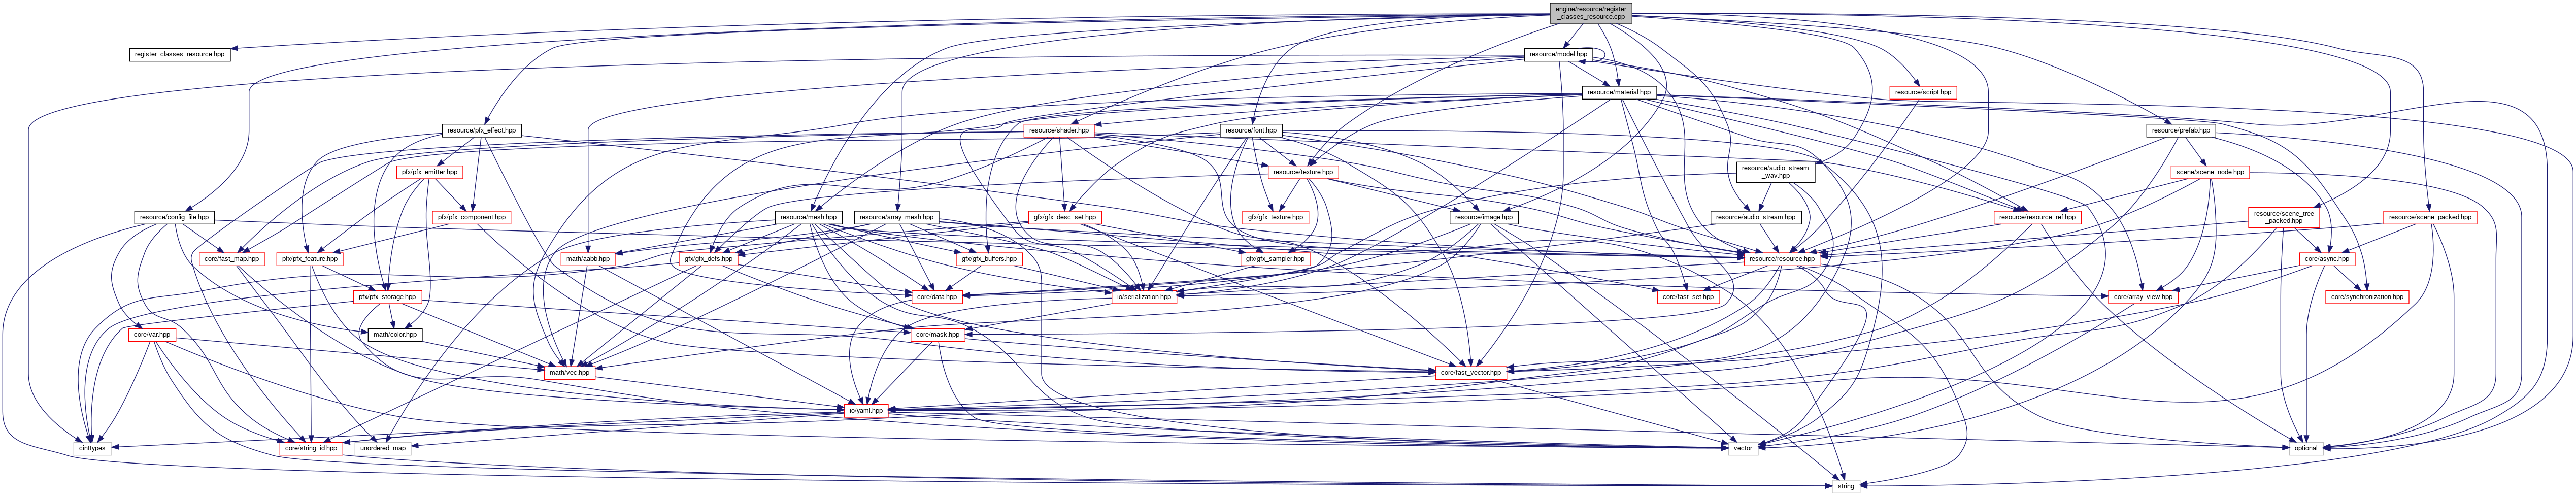 engine/resource/register
_classes_resource.cpp
register_classes_resource.hpp
resource/model.hpp
resource/script.hpp
resource/material.hpp
resource/pfx_effect.hpp
resource/shader.hpp
resource/font.hpp
resource/prefab.hpp
pfx/pfx_emitter.hpp
resource/texture.hpp
resource/audio_stream
_wav.hpp
scene/scene_node.hpp
resource/config_file.hpp
pfx/pfx_component.hpp
resource/mesh.hpp
resource/array_mesh.hpp
gfx/gfx_desc_set.hpp
gfx/gfx_texture.hpp
resource/image.hpp
resource/audio_stream.hpp
resource/resource_ref.hpp
resource/scene_tree
_packed.hpp
resource/scene_packed.hpp
core/fast_map.hpp
pfx/pfx_feature.hpp
math/aabb.hpp
gfx/gfx_defs.hpp
gfx/gfx_buffers.hpp
gfx/gfx_sampler.hpp
resource/resource.hpp
core/async.hpp
pfx/pfx_storage.hpp
core/data.hpp
io/serialization.hpp
core/fast_set.hpp
core/array_view.hpp
core/synchronization.hpp
core/var.hpp
math/color.hpp
core/mask.hpp
math/vec.hpp
core/fast_vector.hpp
io/yaml.hpp
cinttypes
core/string_id.hpp
unordered_map
vector
optional
string